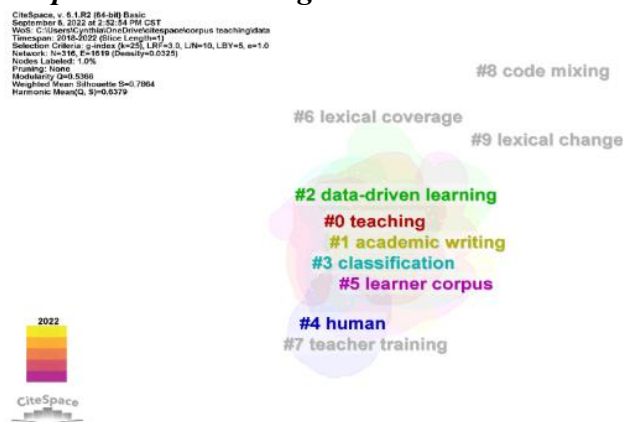 CiteSpace, v. 6.1.R2 (64-bit) Basic
September 6, 2022 at 2:52:54 PM CST
WoS: C:\Users\Cynthia\OneDrive\citespace\corpus teaching\data
Timespan: 2018-2022 (Slice Length=1)
Selection Criteria: g-index (k=25), LRF=3.0, L/N=10, LBY=5, e=1.0
Network: N=316, E=1619 (Density=0.0325)
Nodes Labeled: 1.0%
Pruning: None
Modularity Q=0.5366
Weighted Mean Silhouette S=0.7864
Harmonic Mean(Q, S)=0.6379
#8 code mixing
#6 lexical coverage
#9 lexical change
#2 data-driven learning
#0 teaching
#1 academic writing
#3 classification
#5 learner corpus
#4 human
#7 teacher training
2022
CiteSpace